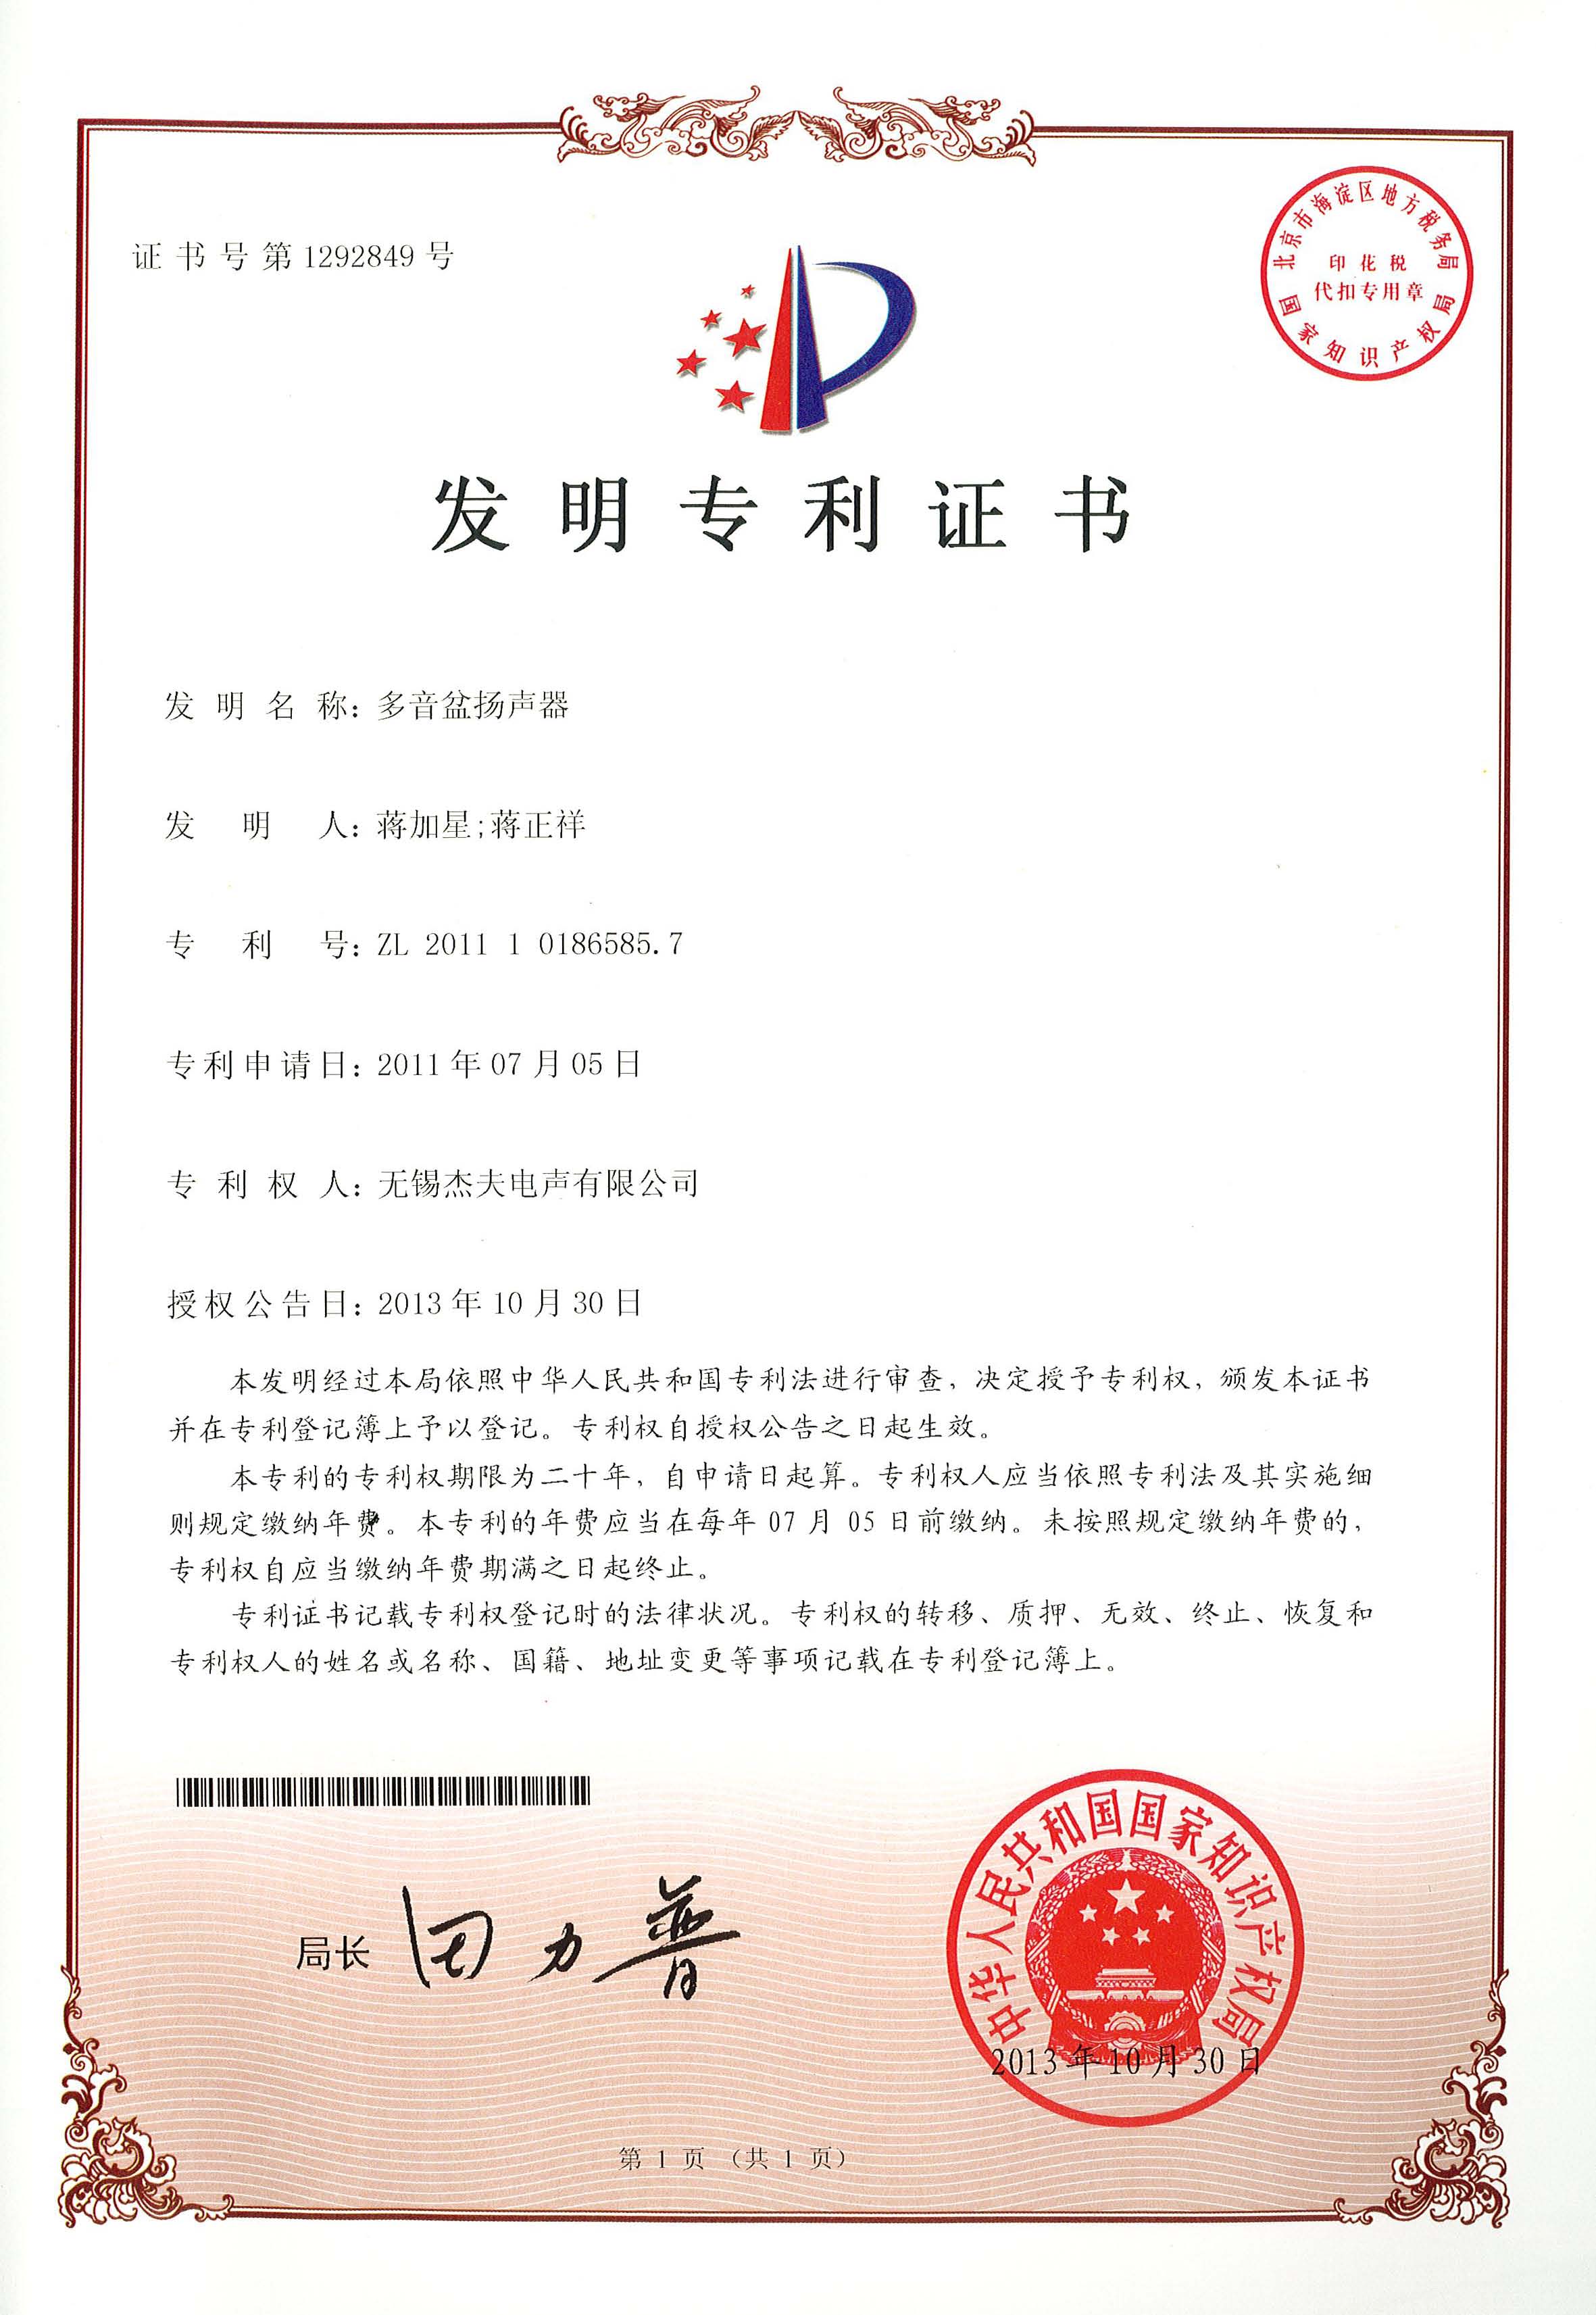 证书号第1292849号
北京市海淀区地方税务局
印花税
代扣专用章
国家知识产权局
发明专利证书
发明名称：多音盆扬声器
发明人：蒋加星;蒋正祥
专利号：ZL 2011 1 0186585.7
专利申请日：2011年07月05日
专利权人：无锡杰夫电声有限公司
授权公告日：2013年10月30日
本发明经过本局依照中华人民共和国专利法进行审查，决定授予专利权，颁发本证书
并在专利登记簿上予以登记。专利权自授权公告之日起生效。
本专利的专利权期限为二十年，自申请日起算。专利权人应当依照专利法及其实施细
则规定缴纳年费。本专利的年费应当在每年07月05日前缴纳。未按照规定缴纳年费的，
专利权自应当缴纳年费期满之日起终止。
专利证书记载专利权登记时的法律状况。专利权的转移、质押、无效、终止、恢复和
专利权人的姓名或名称、国籍、地址变更等事项记载在专利登记簿上。
局长 田力普
中华人民共和国国家知识产权局
2013年10月30日
第1页（共1页）